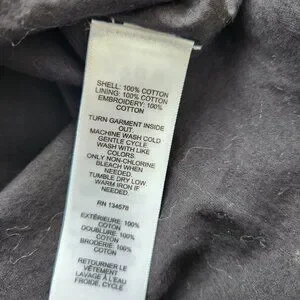 SHELL: 100% COTTON
LINING: 100% COTTON
EMBROIDERY: 100%
COTTON
TURN GARMENT INSIDE
OUT.
MACHINE WASH COLD
GENTLE CYCLE.
WASH WITH LIKE
COLORS.
ONLY NON-CHLORINE
BLEACH WHEN
NEEDED.
TUMBLE DRY LOW.
WARM IRON IF
NEEDED.
RN 134578
EXTÉRIEURE: 100%
COTON
DOUBLURE: 100%
COTON
BRODERIE: 100%
COTON
RETOURNER LE
VÊTEMENT
LAVAGE À L'EAU
FROIDE, CYCLE